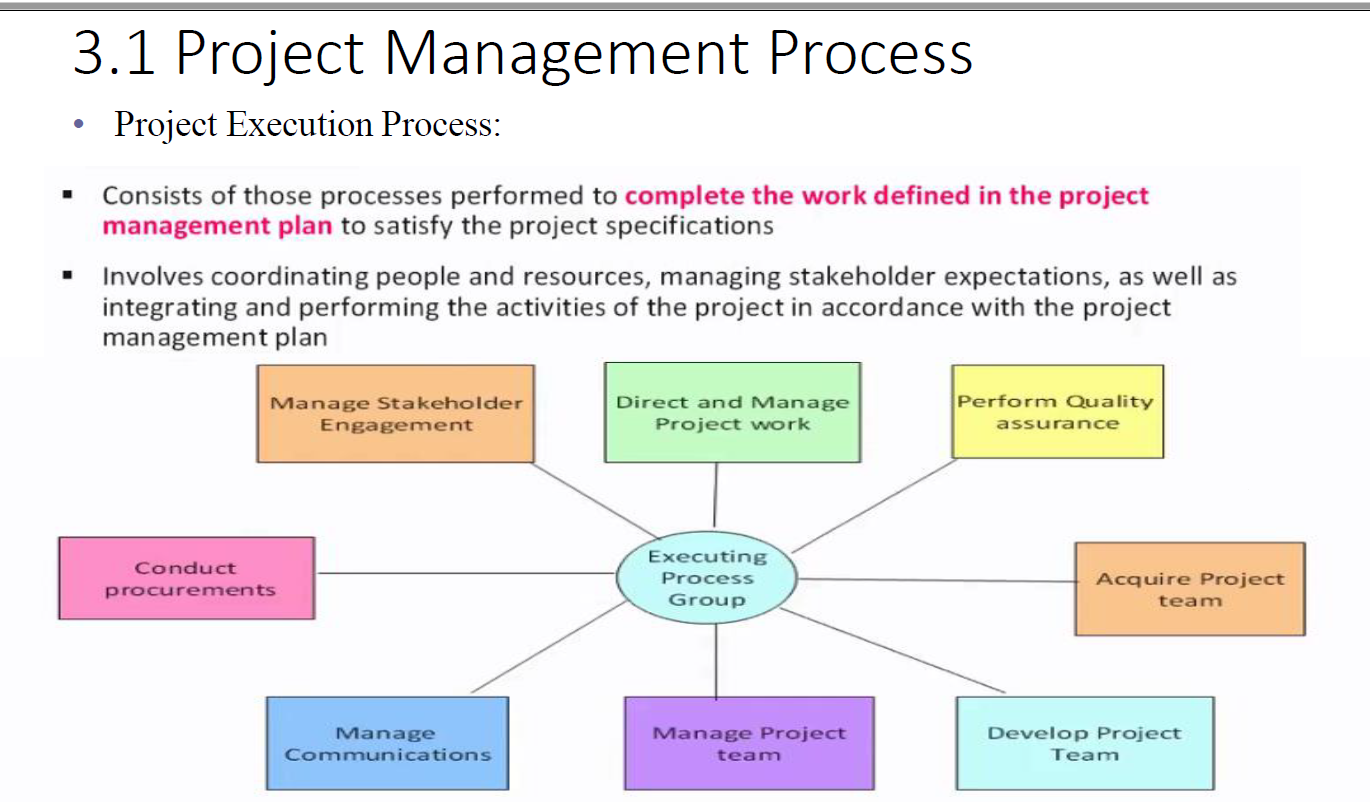 3.1 Project Management Process
• Project Execution Process:
▪ Consists of those processes performed to complete the work defined in the project
management plan to satisfy the project specifications
▪ Involves coordinating people and resources, managing stakeholder expectations, as well as
integrating and performing the activities of the project in accordance with the project
management plan
Manage Stakeholder
Engagement
Direct and Manage
Project work
Perform Quality
assurance
Conduct
procurements
Executing
Process
Group
Acquire Project
team
Manage
Communications
Manage Project
team
Develop Project
Team